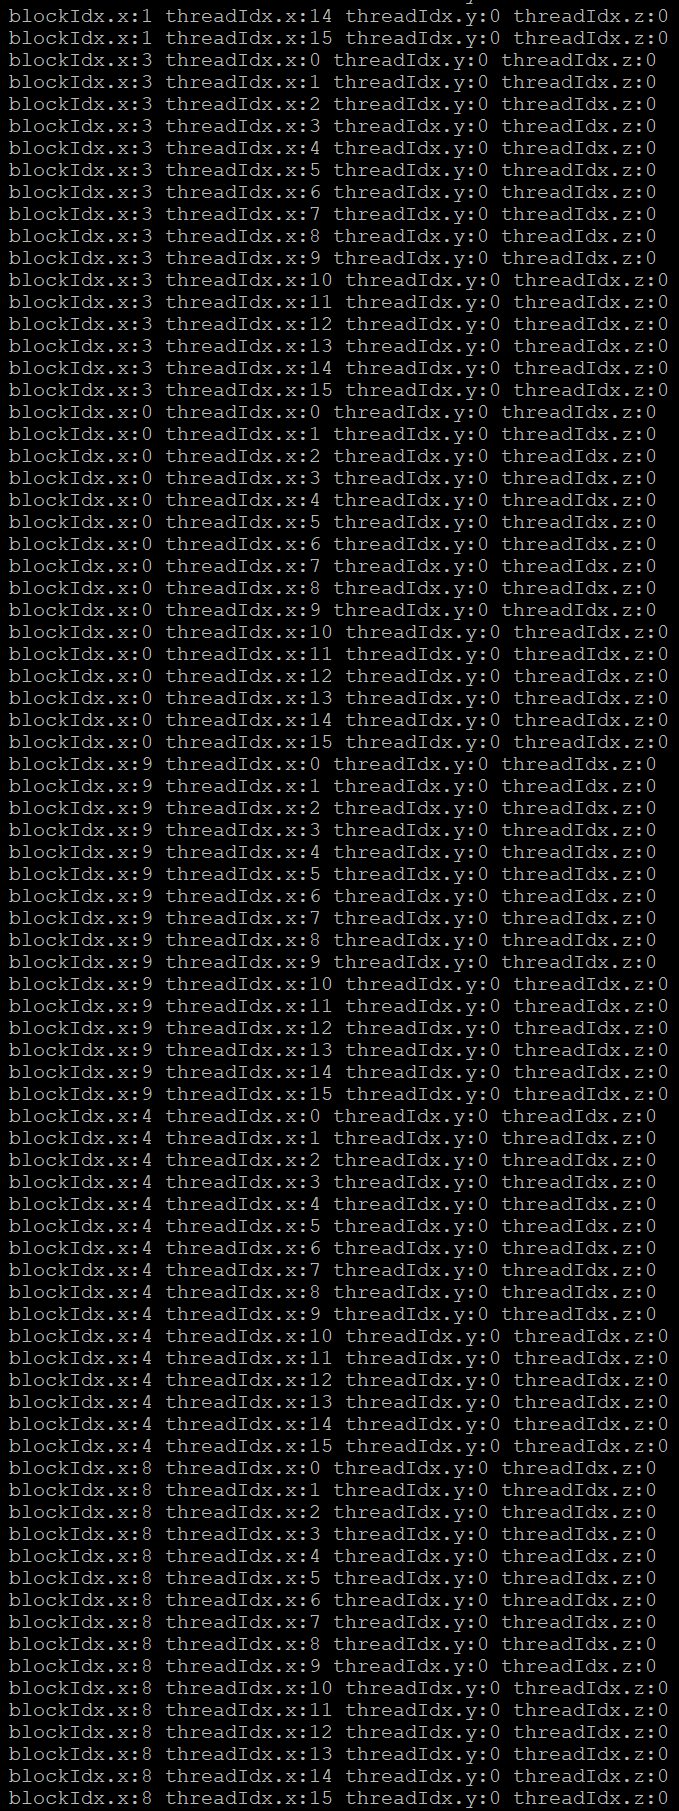 blockIdx.x:1 threadIdx.x:14 threadIdx.y:0 threadIdx.z:0
blockIdx.x:1 threadIdx.x:15 threadIdx.y:0 threadIdx.z:0
blockIdx.x:3 threadIdx.x:0 threadIdx.y:0 threadIdx.z:0
blockIdx.x:3 threadIdx.x:1 threadIdx.y:0 threadIdx.z:0
blockIdx.x:3 threadIdx.x:2 threadIdx.y:0 threadIdx.z:0
blockIdx.x:3 threadIdx.x:3 threadIdx.y:0 threadIdx.z:0
blockIdx.x:3 threadIdx.x:4 threadIdx.y:0 threadIdx.z:0
blockIdx.x:3 threadIdx.x:5 threadIdx.y:0 threadIdx.z:0
blockIdx.x:3 threadIdx.x:6 threadIdx.y:0 threadIdx.z:0
blockIdx.x:3 threadIdx.x:7 threadIdx.y:0 threadIdx.z:0
blockIdx.x:3 threadIdx.x:8 threadIdx.y:0 threadIdx.z:0
blockIdx.x:3 threadIdx.x:9 threadIdx.y:0 threadIdx.z:0
blockIdx.x:3 threadIdx.x:10 threadIdx.y:0 threadIdx.z:0
blockIdx.x:3 threadIdx.x:11 threadIdx.y:0 threadIdx.z:0
blockIdx.x:3 threadIdx.x:12 threadIdx.y:0 threadIdx.z:0
blockIdx.x:3 threadIdx.x:13 threadIdx.y:0 threadIdx.z:0
blockIdx.x:3 threadIdx.x:14 threadIdx.y:0 threadIdx.z:0
blockIdx.x:3 threadIdx.x:15 threadIdx.y:0 threadIdx.z:0
blockIdx.x:0 threadIdx.x:0 threadIdx.y:0 threadIdx.z:0
blockIdx.x:0 threadIdx.x:1 threadIdx.y:0 threadIdx.z:0
blockIdx.x:0 threadIdx.x:2 threadIdx.y:0 threadIdx.z:0
blockIdx.x:0 threadIdx.x:3 threadIdx.y:0 threadIdx.z:0
blockIdx.x:0 threadIdx.x:4 threadIdx.y:0 threadIdx.z:0
blockIdx.x:0 threadIdx.x:5 threadIdx.y:0 threadIdx.z:0
blockIdx.x:0 threadIdx.x:6 threadIdx.y:0 threadIdx.z:0
blockIdx.x:0 threadIdx.x:7 threadIdx.y:0 threadIdx.z:0
blockIdx.x:0 threadIdx.x:8 threadIdx.y:0 threadIdx.z:0
blockIdx.x:0 threadIdx.x:9 threadIdx.y:0 threadIdx.z:0
blockIdx.x:0 threadIdx.x:10 threadIdx.y:0 threadIdx.z:0
blockIdx.x:0 threadIdx.x:11 threadIdx.y:0 threadIdx.z:0
blockIdx.x:0 threadIdx.x:12 threadIdx.y:0 threadIdx.z:0
blockIdx.x:0 threadIdx.x:13 threadIdx.y:0 threadIdx.z:0
blockIdx.x:0 threadIdx.x:14 threadIdx.y:0 threadIdx.z:0
blockIdx.x:0 threadIdx.x:15 threadIdx.y:0 threadIdx.z:0
blockIdx.x:9 threadIdx.x:0 threadIdx.y:0 threadIdx.z:0
blockIdx.x:9 threadIdx.x:1 threadIdx.y:0 threadIdx.z:0
blockIdx.x:9 threadIdx.x:2 threadIdx.y:0 threadIdx.z:0
blockIdx.x:9 threadIdx.x:3 threadIdx.y:0 threadIdx.z:0
blockIdx.x:9 threadIdx.x:4 threadIdx.y:0 threadIdx.z:0
blockIdx.x:9 threadIdx.x:5 threadIdx.y:0 threadIdx.z:0
blockIdx.x:9 threadIdx.x:6 threadIdx.y:0 threadIdx.z:0
blockIdx.x:9 threadIdx.x:7 threadIdx.y:0 threadIdx.z:0
blockIdx.x:9 threadIdx.x:8 threadIdx.y:0 threadIdx.z:0
blockIdx.x:9 threadIdx.x:9 threadIdx.y:0 threadIdx.z:0
blockIdx.x:9 threadIdx.x:10 threadIdx.y:0 threadIdx.z:0
blockIdx.x:9 threadIdx.x:11 threadIdx.y:0 threadIdx.z:0
blockIdx.x:9 threadIdx.x:12 threadIdx.y:0 threadIdx.z:0
blockIdx.x:9 threadIdx.x:13 threadIdx.y:0 threadIdx.z:0
blockIdx.x:9 threadIdx.x:14 threadIdx.y:0 threadIdx.z:0
blockIdx.x:9 threadIdx.x:15 threadIdx.y:0 threadIdx.z:0
blockIdx.x:4 threadIdx.x:0 threadIdx.y:0 threadIdx.z:0
blockIdx.x:4 threadIdx.x:1 threadIdx.y:0 threadIdx.z:0
blockIdx.x:4 threadIdx.x:2 threadIdx.y:0 threadIdx.z:0
blockIdx.x:4 threadIdx.x:3 threadIdx.y:0 threadIdx.z:0
blockIdx.x:4 threadIdx.x:4 threadIdx.y:0 threadIdx.z:0
blockIdx.x:4 threadIdx.x:5 threadIdx.y:0 threadIdx.z:0
blockIdx.x:4 threadIdx.x:6 threadIdx.y:0 threadIdx.z:0
blockIdx.x:4 threadIdx.x:7 threadIdx.y:0 threadIdx.z:0
blockIdx.x:4 threadIdx.x:8 threadIdx.y:0 threadIdx.z:0
blockIdx.x:4 threadIdx.x:9 threadIdx.y:0 threadIdx.z:0
blockIdx.x:4 threadIdx.x:10 threadIdx.y:0 threadIdx.z:0
blockIdx.x:4 threadIdx.x:11 threadIdx.y:0 threadIdx.z:0
blockIdx.x:4 threadIdx.x:12 threadIdx.y:0 threadIdx.z:0
blockIdx.x:4 threadIdx.x:13 threadIdx.y:0 threadIdx.z:0
blockIdx.x:4 threadIdx.x:14 threadIdx.y:0 threadIdx.z:0
blockIdx.x:4 threadIdx.x:15 threadIdx.y:0 threadIdx.z:0
blockIdx.x:8 threadIdx.x:0 threadIdx.y:0 threadIdx.z:0
blockIdx.x:8 threadIdx.x:1 threadIdx.y:0 threadIdx.z:0
blockIdx.x:8 threadIdx.x:2 threadIdx.y:0 threadIdx.z:0
blockIdx.x:8 threadIdx.x:3 threadIdx.y:0 threadIdx.z:0
blockIdx.x:8 threadIdx.x:4 threadIdx.y:0 threadIdx.z:0
blockIdx.x:8 threadIdx.x:5 threadIdx.y:0 threadIdx.z:0
blockIdx.x:8 threadIdx.x:6 threadIdx.y:0 threadIdx.z:0
blockIdx.x:8 threadIdx.x:7 threadIdx.y:0 threadIdx.z:0
blockIdx.x:8 threadIdx.x:8 threadIdx.y:0 threadIdx.z:0
blockIdx.x:8 threadIdx.x:9 threadIdx.y:0 threadIdx.z:0
blockIdx.x:8 threadIdx.x:10 threadIdx.y:0 threadIdx.z:0
blockIdx.x:8 threadIdx.x:11 threadIdx.y:0 threadIdx.z:0
blockIdx.x:8 threadIdx.x:12 threadIdx.y:0 threadIdx.z:0
blockIdx.x:8 threadIdx.x:13 threadIdx.y:0 threadIdx.z:0
blockIdx.x:8 threadIdx.x:14 threadIdx.y:0 threadIdx.z:0
blockIdx.x:8 threadIdx.x:15 threadIdx.y:0 threadIdx.z:0